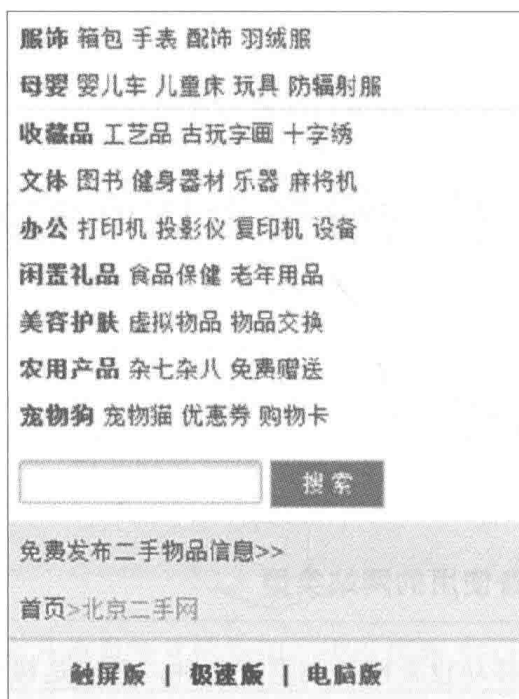 服饰 箱包 手表 配饰 羽绒服
母婴 婴儿车 儿童床 玩具 防辐射服
收藏品 工艺品 古玩字画 十字绣
文体 图书 健身器材 乐器 麻将机
办公 打印机 投影仪 复印机 设备
闲置礼品 食品保健 老年用品
美容护肤 虚拟物品 物品交换
农用产品 杂七杂八 免费赠送
宠物狗 宠物猫 优惠券 购物卡
搜索
免费发布二手物品信息>>
首页>北京二手网
触屏版 极速版 | 电脑版